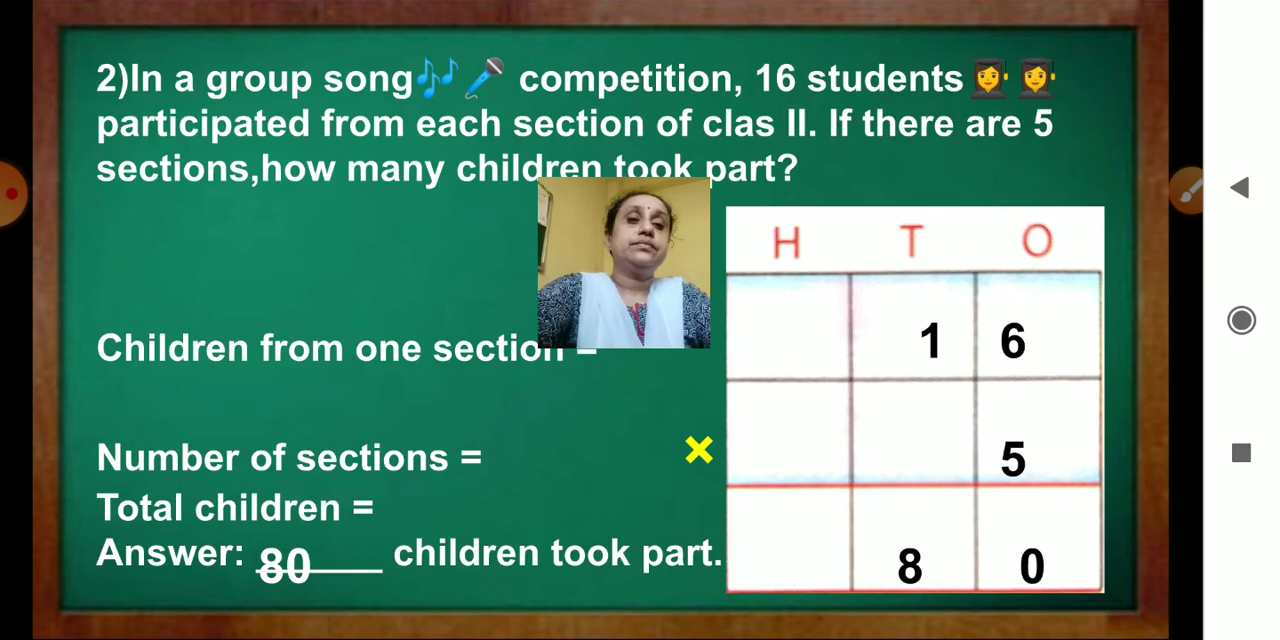 2)In a group song🎶🎤 competition, 16 students👩‍🎓👩‍🎓
participated from each section of clas II. If there are 5
sections,how many children took part?
H T O
Children from one section =
1 6
Number of sections =
× 5
Total children =
Answer: 80 children took part.
8 0